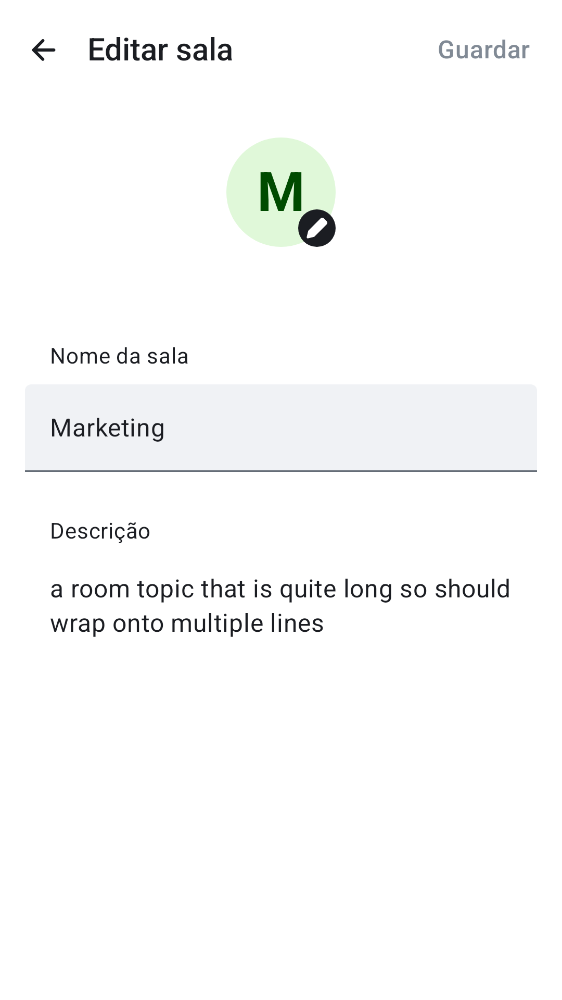 Editar sala
Guardar
M
Nome da sala
Marketing
Descrição
a room topic that is quite long so should
wrap onto multiple lines